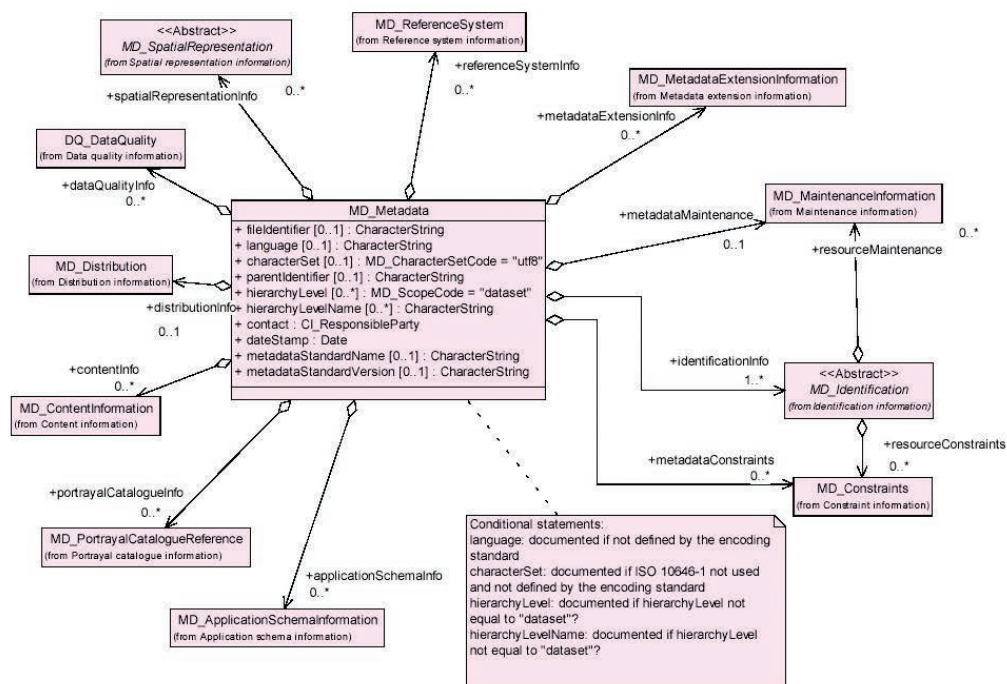 <<Abstract>>
MD_SpatialRepresentation
(from Spatial representation information)
MD_ReferenceSystem
(from Reference system information)
+referenceSystemInfo
0..*
0..*
+spatialRepresentationInfo
MD_MetadataExtensionInformation
(from Metadata extension information)
+metadataExtensionInfo
0..*
DQ_DataQuality
(from Data quality information)
+dataQualityInfo
0..*
MD_Metadata
+ fileIdentifier [0..1] : CharacterString
+ language [0..1] : CharacterString
+ characterSet [0..1] : MD_CharacterSetCode = "utf8"
+ parentIdentifier [0..1] : CharacterString
+ hierarchyLevel [0..*] : MD_ScopeCode = "dataset"
+ hierarchyLevelName [0..*] : CharacterString
+ contact : CI_ResponsibleParty
+ dateStamp : Date
+ metadataStandardName [0..1] : CharacterString
+ metadataStandardVersion [0..1] : CharacterString
+metadataMaintenance
0..1
MD_MaintenanceInformation
(from Maintenance information)
0..*
+resourceMaintenance
MD_Distribution
(from Distribution information)
+distributionInfo
0..1
+contentInfo
0..*
MD_ContentInformation
(from Content information)
+identificationInfo
1..*
<<Abstract>>
MD_Identification
(from Identification information)
+resourceConstraints
0..*
+metadataConstraints
0..*
MD_Constraints
(from Constraint information)
+portrayalCatalogueInfo
0..*
MD_PortrayalCatalogueReference
(from Portrayal catalogue information)
+applicationSchemaInfo
0..*
MD_ApplicationSchemaInformation
(from Application schema information)
Conditional statements:
language: documented if not defined by the encoding
standard
characterSet: documented if ISO 10646-1 not used
and not defined by the encoding standard
hierarchyLevel: documented if hierarchyLevel not
equal to "dataset"?
hierarchyLevelName: documented if hierarchyLevel
not equal to "dataset"?